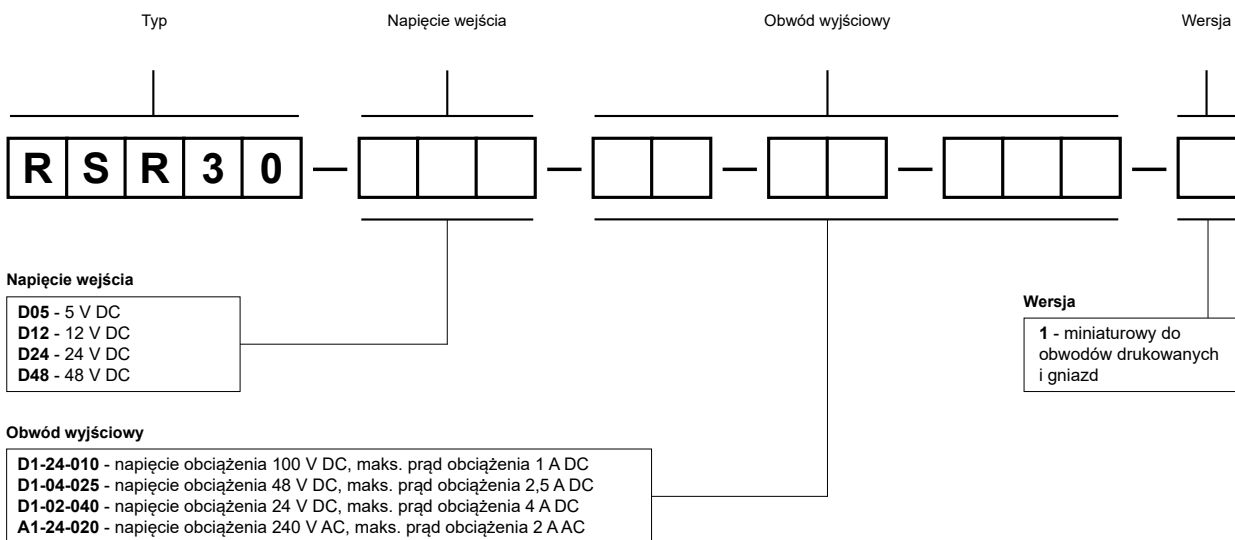 Typ Napięcie wejścia Obwód wyjściowy Wersja
RSR30 — — — — —
Napięcie wejścia
D05 - 5 V DC
D12 - 12 V DC
D24 - 24 V DC
D48 - 48 V DC
Wersja
1 - miniaturowy do
obwodów drukowanych
i gniazd
Obwód wyjściowy
D1-24-010 - napięcie obciążenia 100 V DC, maks. prąd obciążenia 1 A DC
D1-04-025 - napięcie obciążenia 48 V DC, maks. prąd obciążenia 2,5 A DC
D1-02-040 - napięcie obciążenia 24 V DC, maks. prąd obciążenia 4 A DC
A1-24-020 - napięcie obciążenia 240 V AC, maks. prąd obciążenia 2 A AC